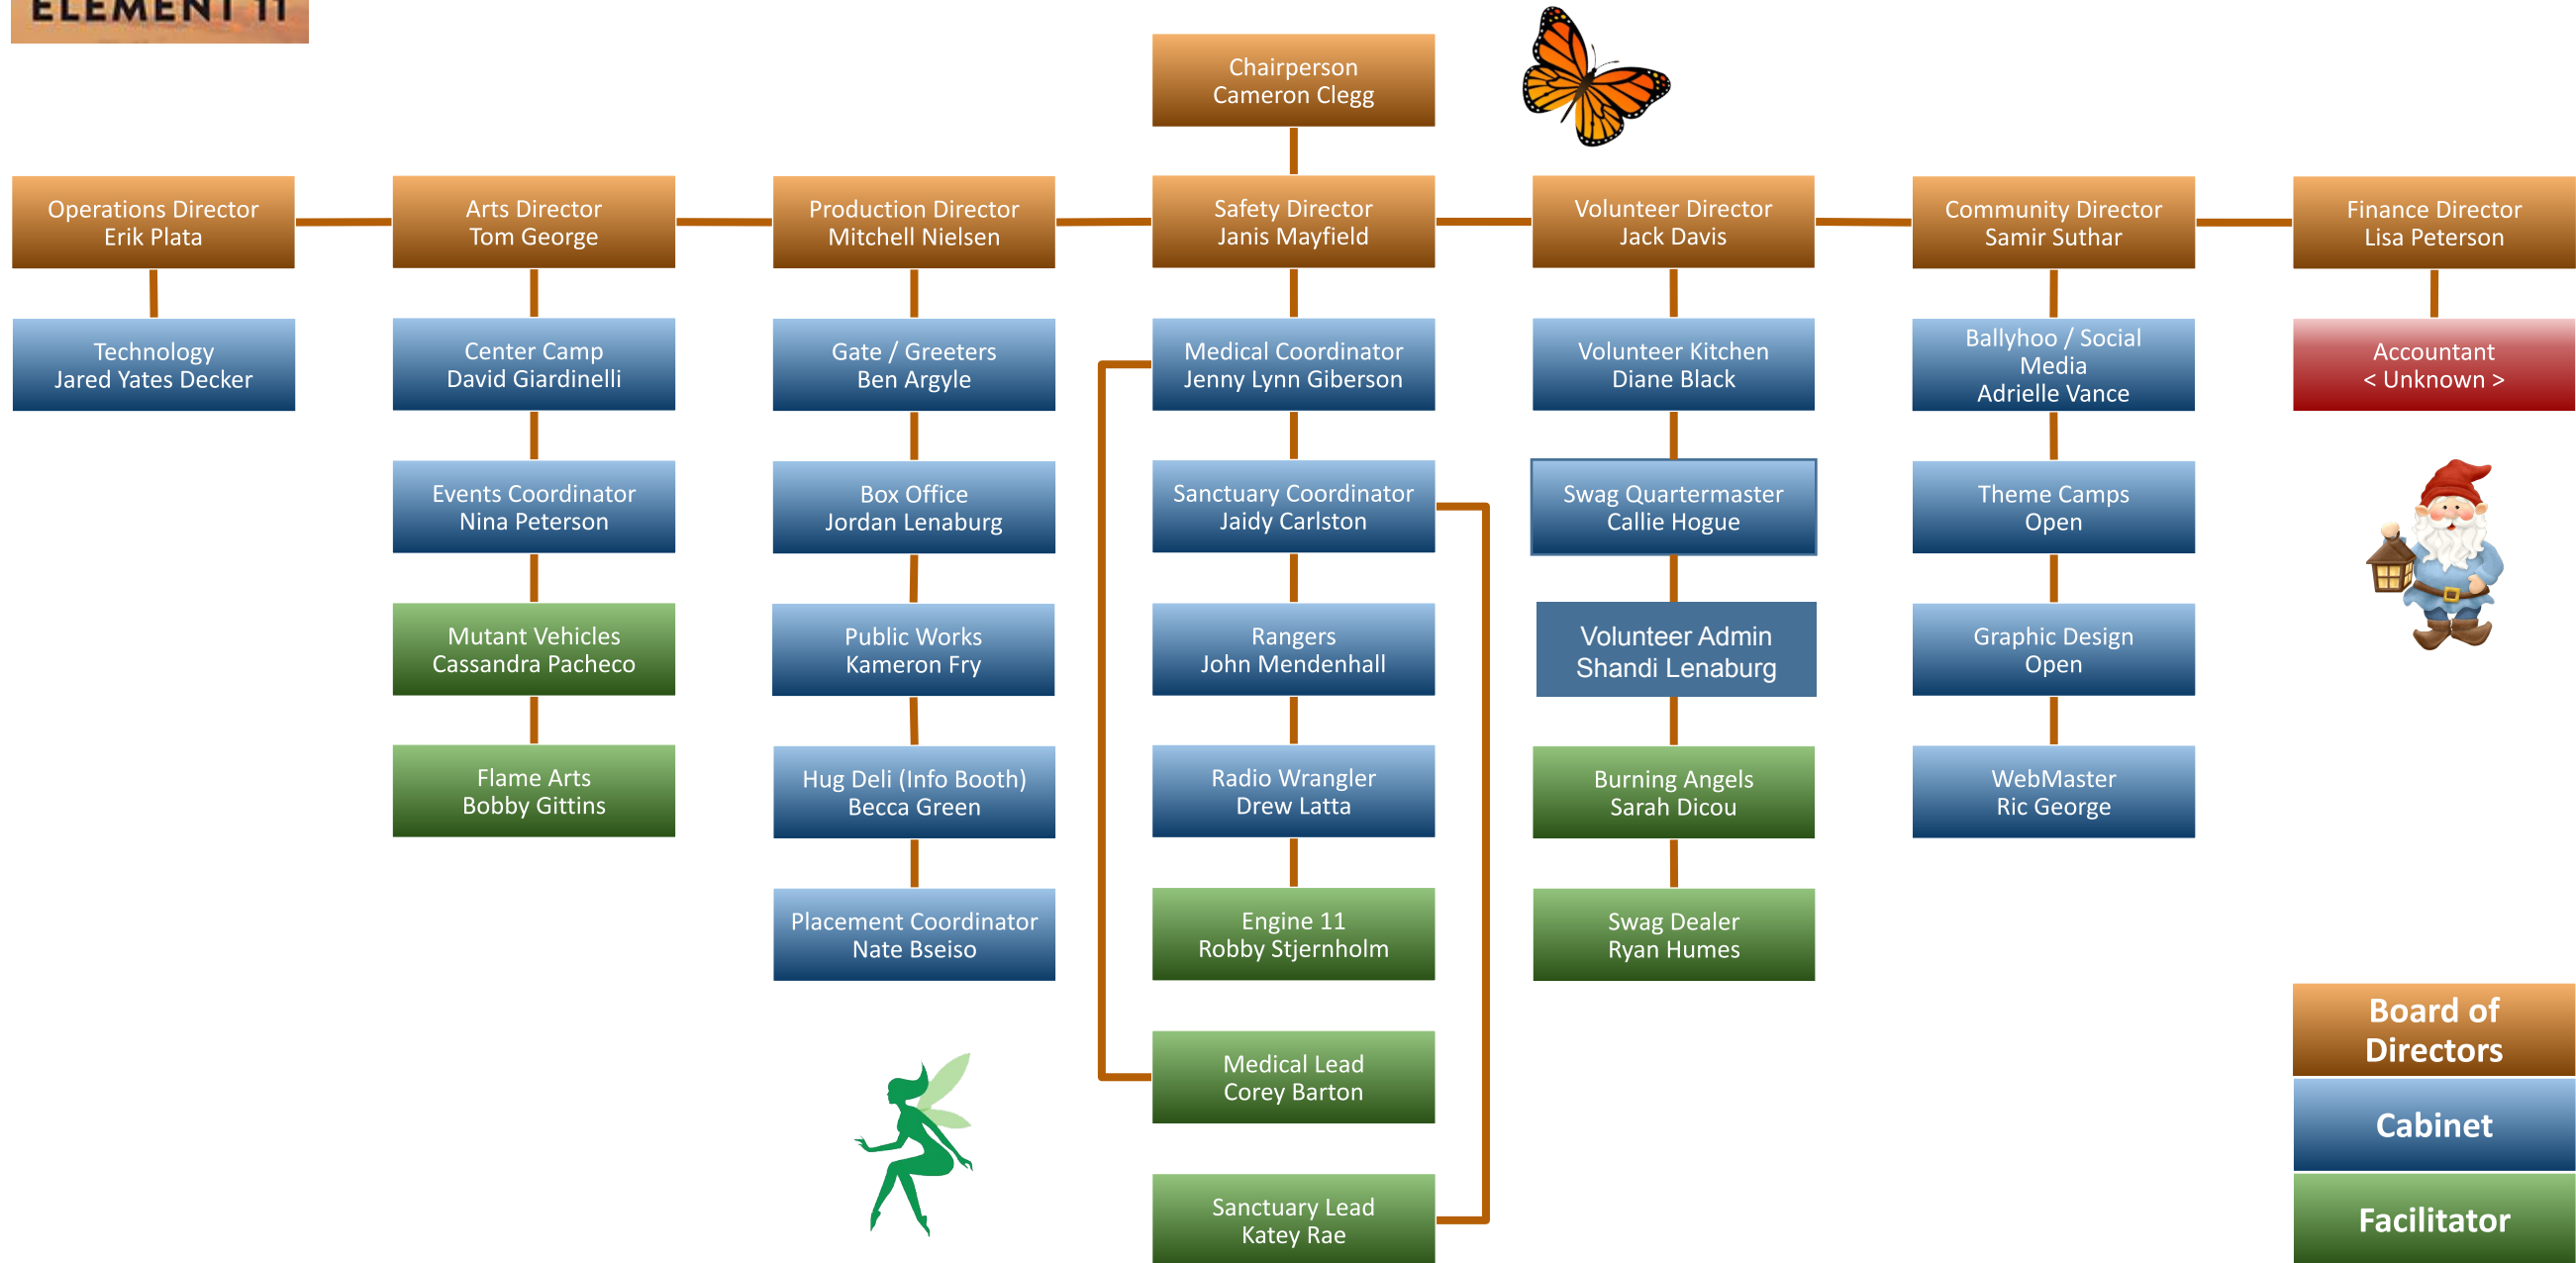 ELEMENT 11
Chairperson
Cameron Clegg
Operations Director
Erik Plata
Arts Director
Tom George
Production Director
Mitchell Nielsen
Safety Director
Janis Mayfield
Volunteer Director
Jack Davis
Community Director
Samir Suthar
Finance Director
Lisa Peterson
Technology
Jared Yates Decker
Center Camp
David Giardinelli
Gate / Greeters
Ben Argyle
Medical Coordinator
Jenny Lynn Giberson
Volunteer Kitchen
Diane Black
Ballyhoo / Social
Media
Adrielle Vance
Accountant
< Unknown >
Events Coordinator
Nina Peterson
Box Office
Jordan Lenaburg
Sanctuary Coordinator
Jaidy Carlston
Swag Quartermaster
Callie Hogue
Theme Camps
Open
Mutant Vehicles
Cassandra Pacheco
Public Works
Kameron Fry
Rangers
John Mendenhall
Volunteer Admin
Shandi Lenaburg
Graphic Design
Open
Flame Arts
Bobby Gittins
Hug Deli (Info Booth)
Becca Green
Radio Wrangler
Drew Latta
Burning Angels
Sarah Dicou
WebMaster
Ric George
Placement Coordinator
Nate Bseiso
Engine 11
Robby Stjernholm
Swag Dealer
Ryan Humes
Medical Lead
Corey Barton
Sanctuary Lead
Katey Rae
Board of
Directors
Cabinet
Facilitator